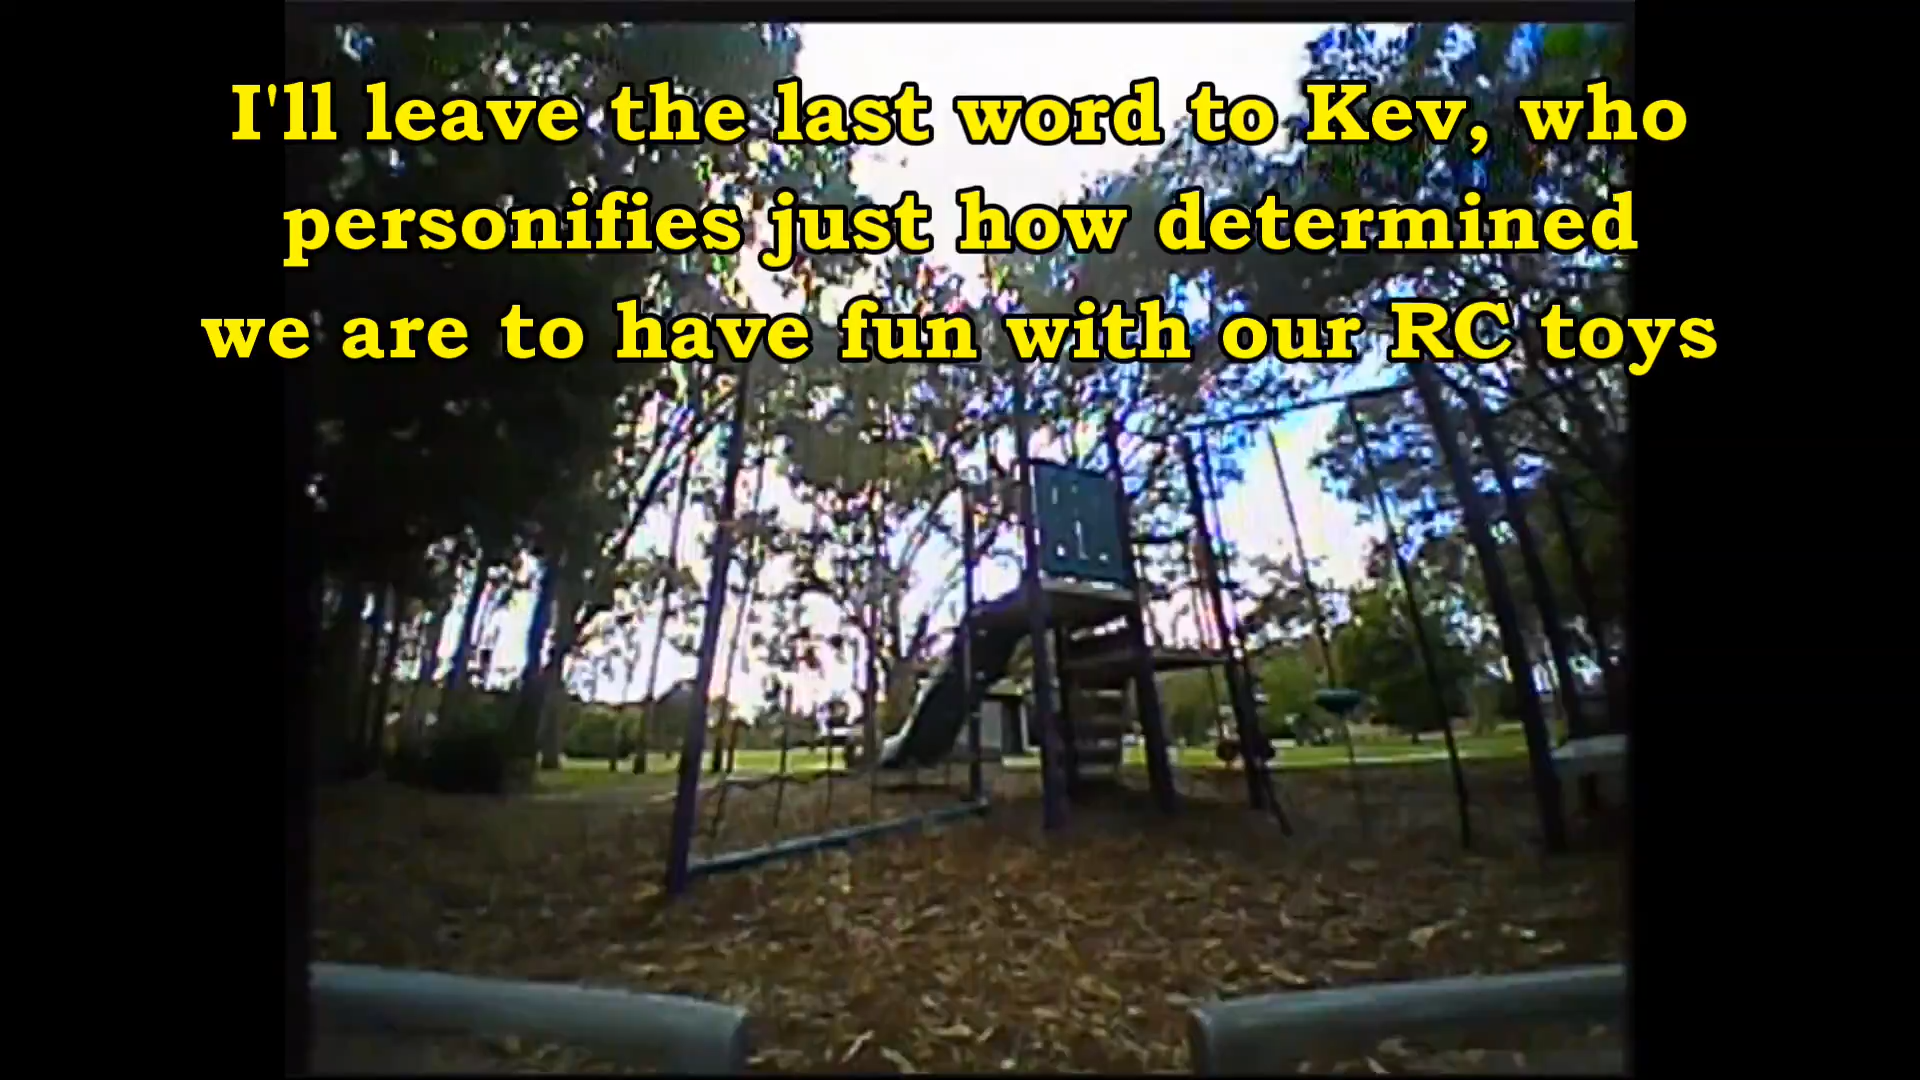 I'll leave the last word to Kev, who
personifies just how determined
we are to have fun with our RC toys